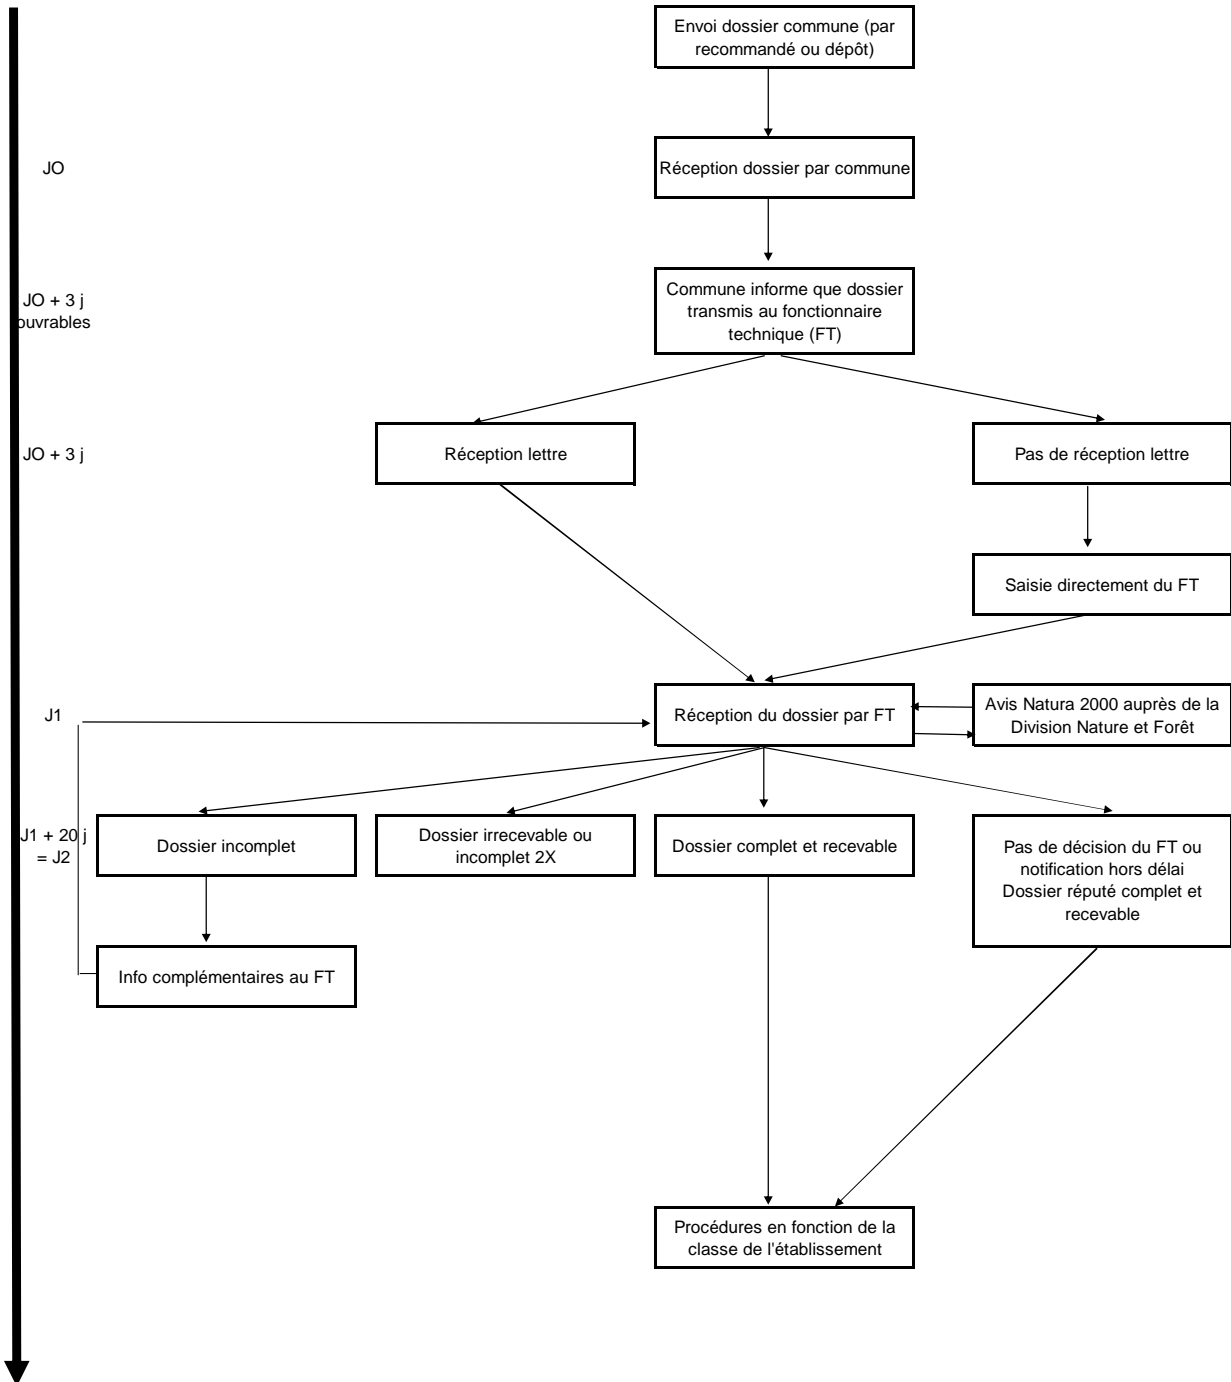 Envoi dossier commune (par
recommandé ou dépôt)
JO
Réception dossier par commune
JO + 3 j
ouvrables
Commune informe que dossier
transmis au fonctionnaire
technique (FT)
JO + 3 j
Réception lettre
Pas de réception lettre
Saisie directement du FT
J1
Réception du dossier par FT
Avis Natura 2000 auprès de la
Division Nature et Forêt
J1 + 20 j
= J2
Dossier incomplet
Dossier irrecevable ou
incomplet 2X
Dossier complet et recevable
Pas de décision du FT ou
notification hors délai
Dossier réputé complet et
recevable
Info complémentaires au FT
Procédures en fonction de la
classe de l'établissement